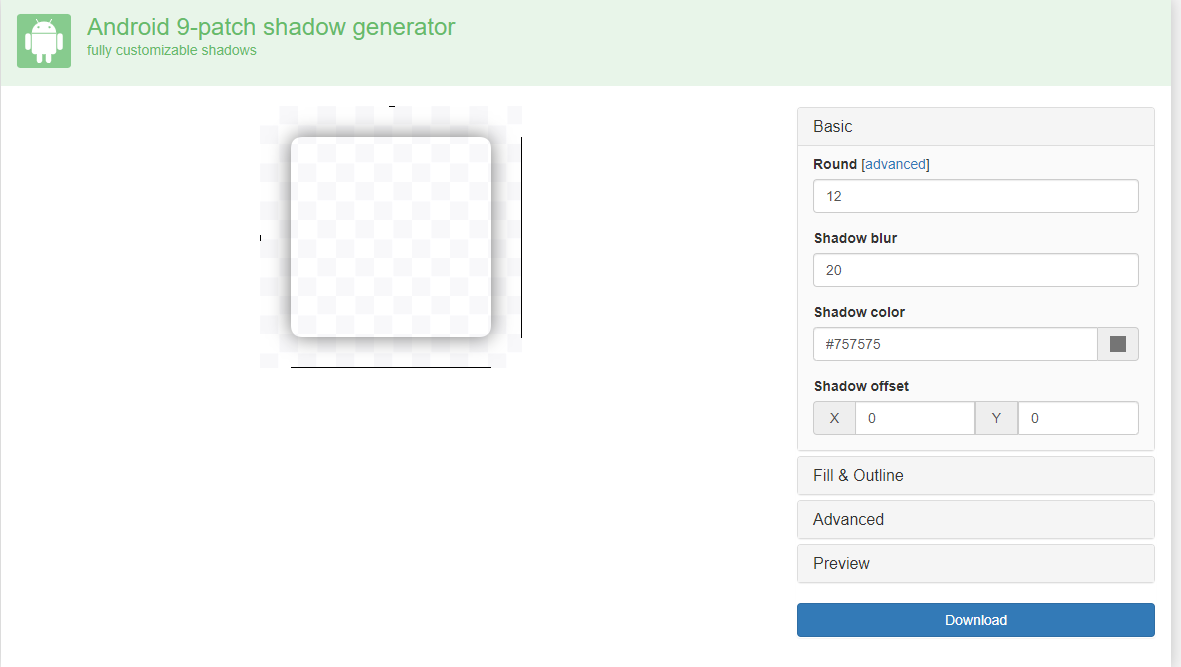 Android 9-patch shadow generator
fully customizable shadows
Basic
Round [advanced]
12
Shadow blur
20
Shadow color
#757575
Shadow offset
X 0 Y 0
Fill & Outline
Advanced
Preview
Download